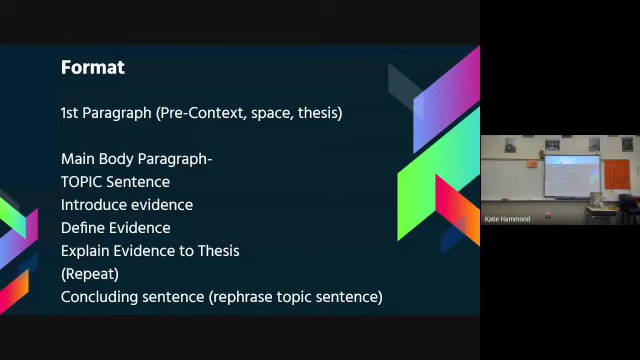 Format
1st Paragraph (Pre-Context, space, thesis)
Main Body Paragraph-
TOPIC Sentence
Introduce evidence
Define Evidence
Explain Evidence to Thesis
(Repeat)
Concluding sentence (rephrase topic sentence)
Katie Hammond